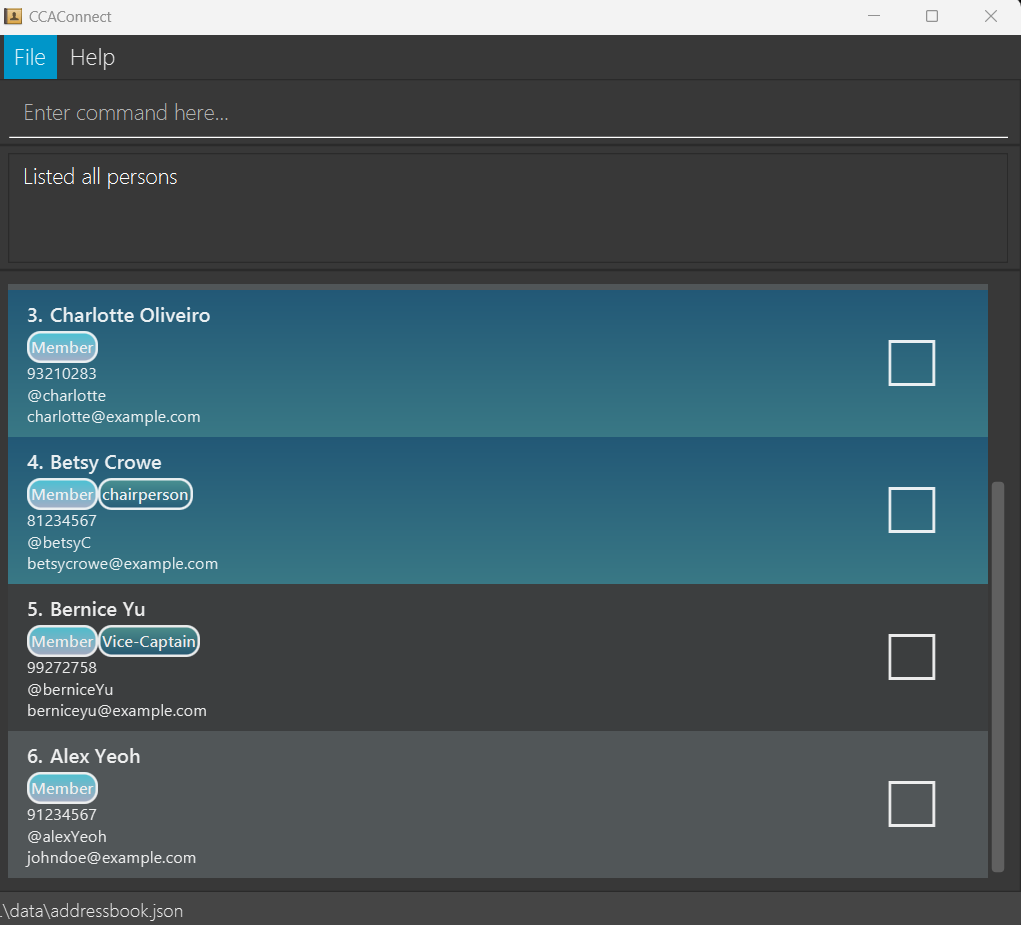 CCAConnect
File Help
Enter command here...
Listed all persons
3. Charlotte Oliveiro
Member
93210283
@charlotte
charlotte@example.com
4. Betsy Crowe
Member chairperson
81234567
@betsyC
betsycrowe@example.com
5. Bernice Yu
Member Vice-Captain
99272758
@berniceYu
berniceyu@example.com
6. Alex Yeoh
Member
91234567
@alexYeoh
johndoe@example.com
.\data\addressbook.json